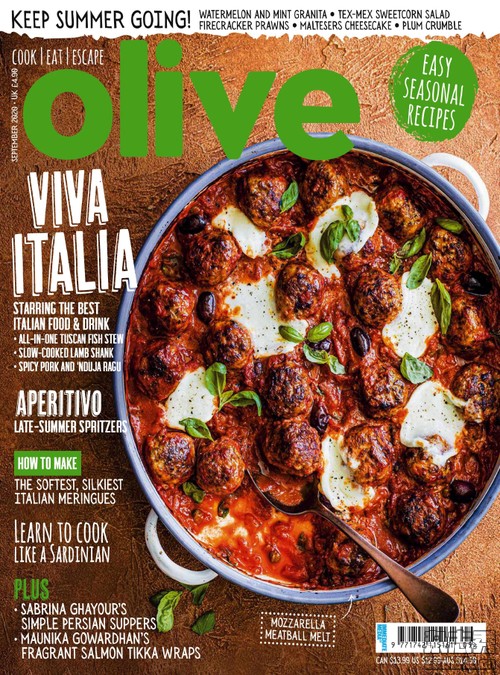 KEEP SUMMER GOING!
WATERMELON AND MINT GRANITA • TEX-MEX SWEETCORN SALAD
FIRECRACKER PRAWNS • MALTESERS CHEESECAKE • PLUM CRUMBLE
COOK | EAT | ESCAPE
olive
SEPTEMBER 2020 • UK £4.99
EASY
SEASONAL
RECIPES
VIVA
ITALIA
STARRING THE BEST
ITALIAN FOOD & DRINK
• ALL-IN-ONE TUSCAN FISH STEW
• SLOW-COOKED LAMB SHANK
• SPICY PORK AND 'NDUJA RAGU
APERITIVO
LATE-SUMMER SPRITZERS
HOW TO MAKE
THE SOFTEST, SILKIEST
ITALIAN MERINGUES
LEARN TO COOK
LIKE A SARDINIAN
PLUS
• SABRINA GHAYOUR'S
SIMPLE PERSIAN SUPPERS
• MAUNIKA GOWARDHAN'S
FRAGRANT SALMON TIKKA WRAPS
MOZZARELLA
MEATBALL MELT